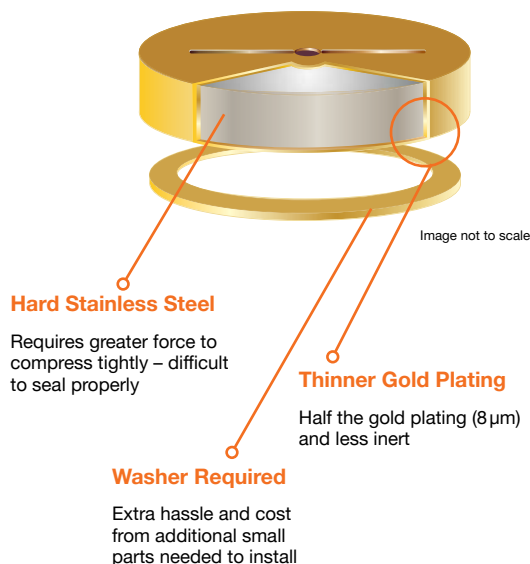 Image not to scale
Hard Stainless Steel
Requires greater force to
compress tightly – difficult
to seal properly
Thinner Gold Plating
Half the gold plating (8 µm)
and less inert
Washer Required
Extra hassle and cost
from additional small
parts needed to install